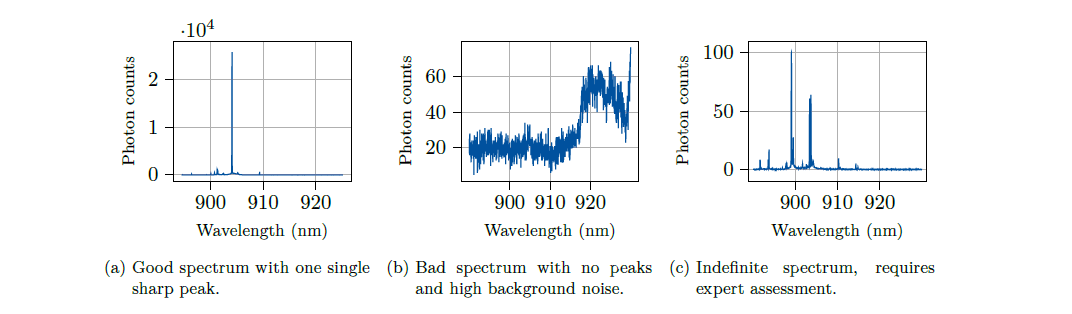 ·10⁴
2
1
0
Photon counts
900 910 920
Wavelength (nm)
(a) Good spectrum with one single
sharp peak.
60
40
20
Photon counts
900 910 920
Wavelength (nm)
(b) Bad spectrum with no peaks
and high background noise.
100
50
0
Photon counts
900 910 920
Wavelength (nm)
(c) Indefinite spectrum, requires
expert assessment.